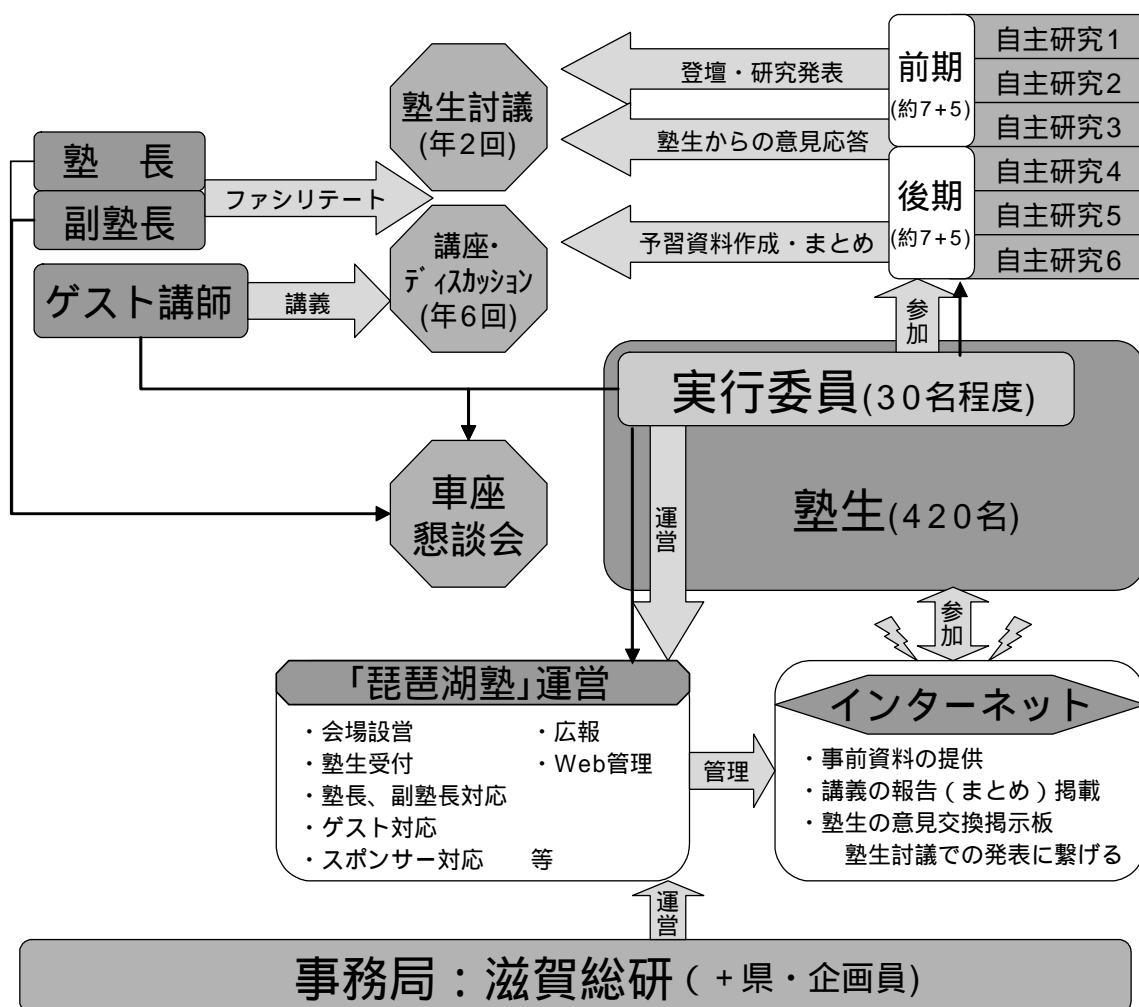 自主研究1
自主研究2
自主研究3
自主研究4
自主研究5
自主研究6
前期
(約7+5)
後期
(約7+5)
登壇・研究発表
塾生からの意見応答
予習資料作成・まとめ
塾生討議
(年2回)
塾　長
副塾長
ファシリテート
講座・
ディスカッション
(年6回)
ゲスト講師
講義
参加
実行委員(30名程度)
塾生(420名)
車座
懇談会
運営
参加
「琵琶湖塾」運営
・会場設営
・広報
・塾生受付
・Web管理
・塾長、副塾長対応
・ゲスト対応
・スポンサー対応　等
管理
インターネット
・事前資料の提供
・講義の報告（まとめ）掲載
・塾生の意見交換掲示板
塾生討議での発表に繋げる
運営
事務局：滋賀総研（+県・企画員)